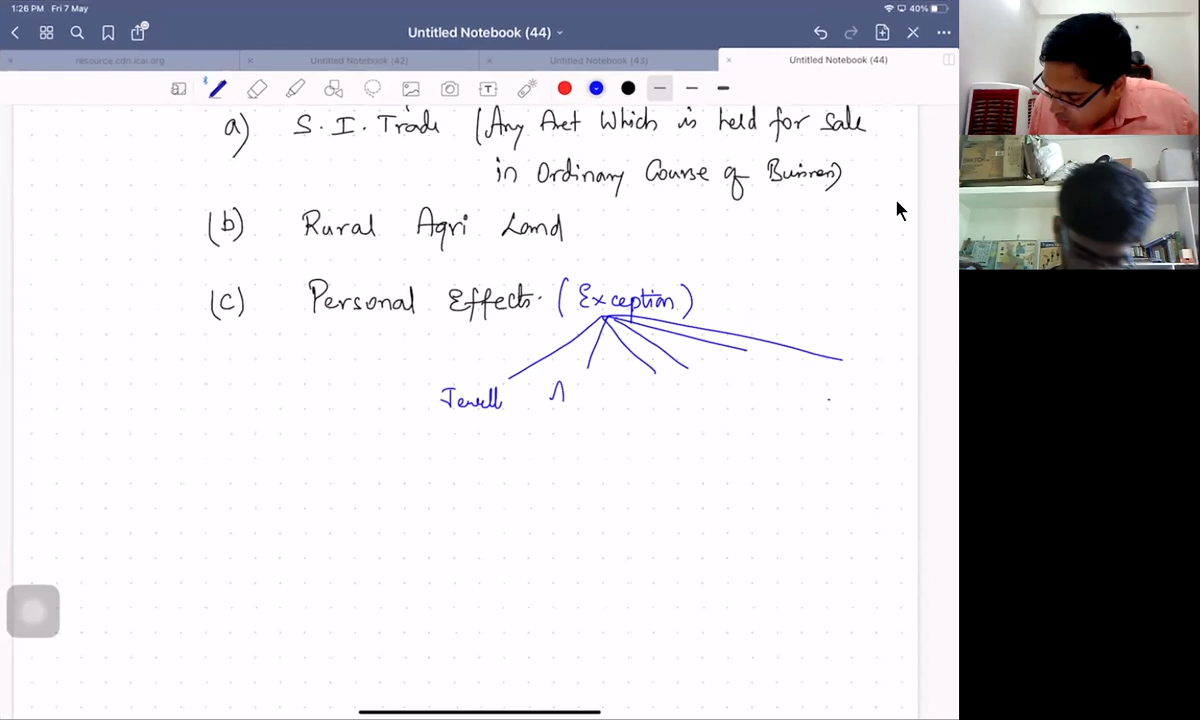 1:26 PM Fri 7 May
40%
Untitled Notebook (44)
resource.cdn.icai.org
Untitled Notebook (42)
Untitled Notebook (43)
Untitled Notebook (44)
a) S. I. Trade (Any Aet Which is held for Sale
in Ordinary Course of Business)
(b) Rural Agri Land
(c) Personal Effects. (Exception)
Jewell